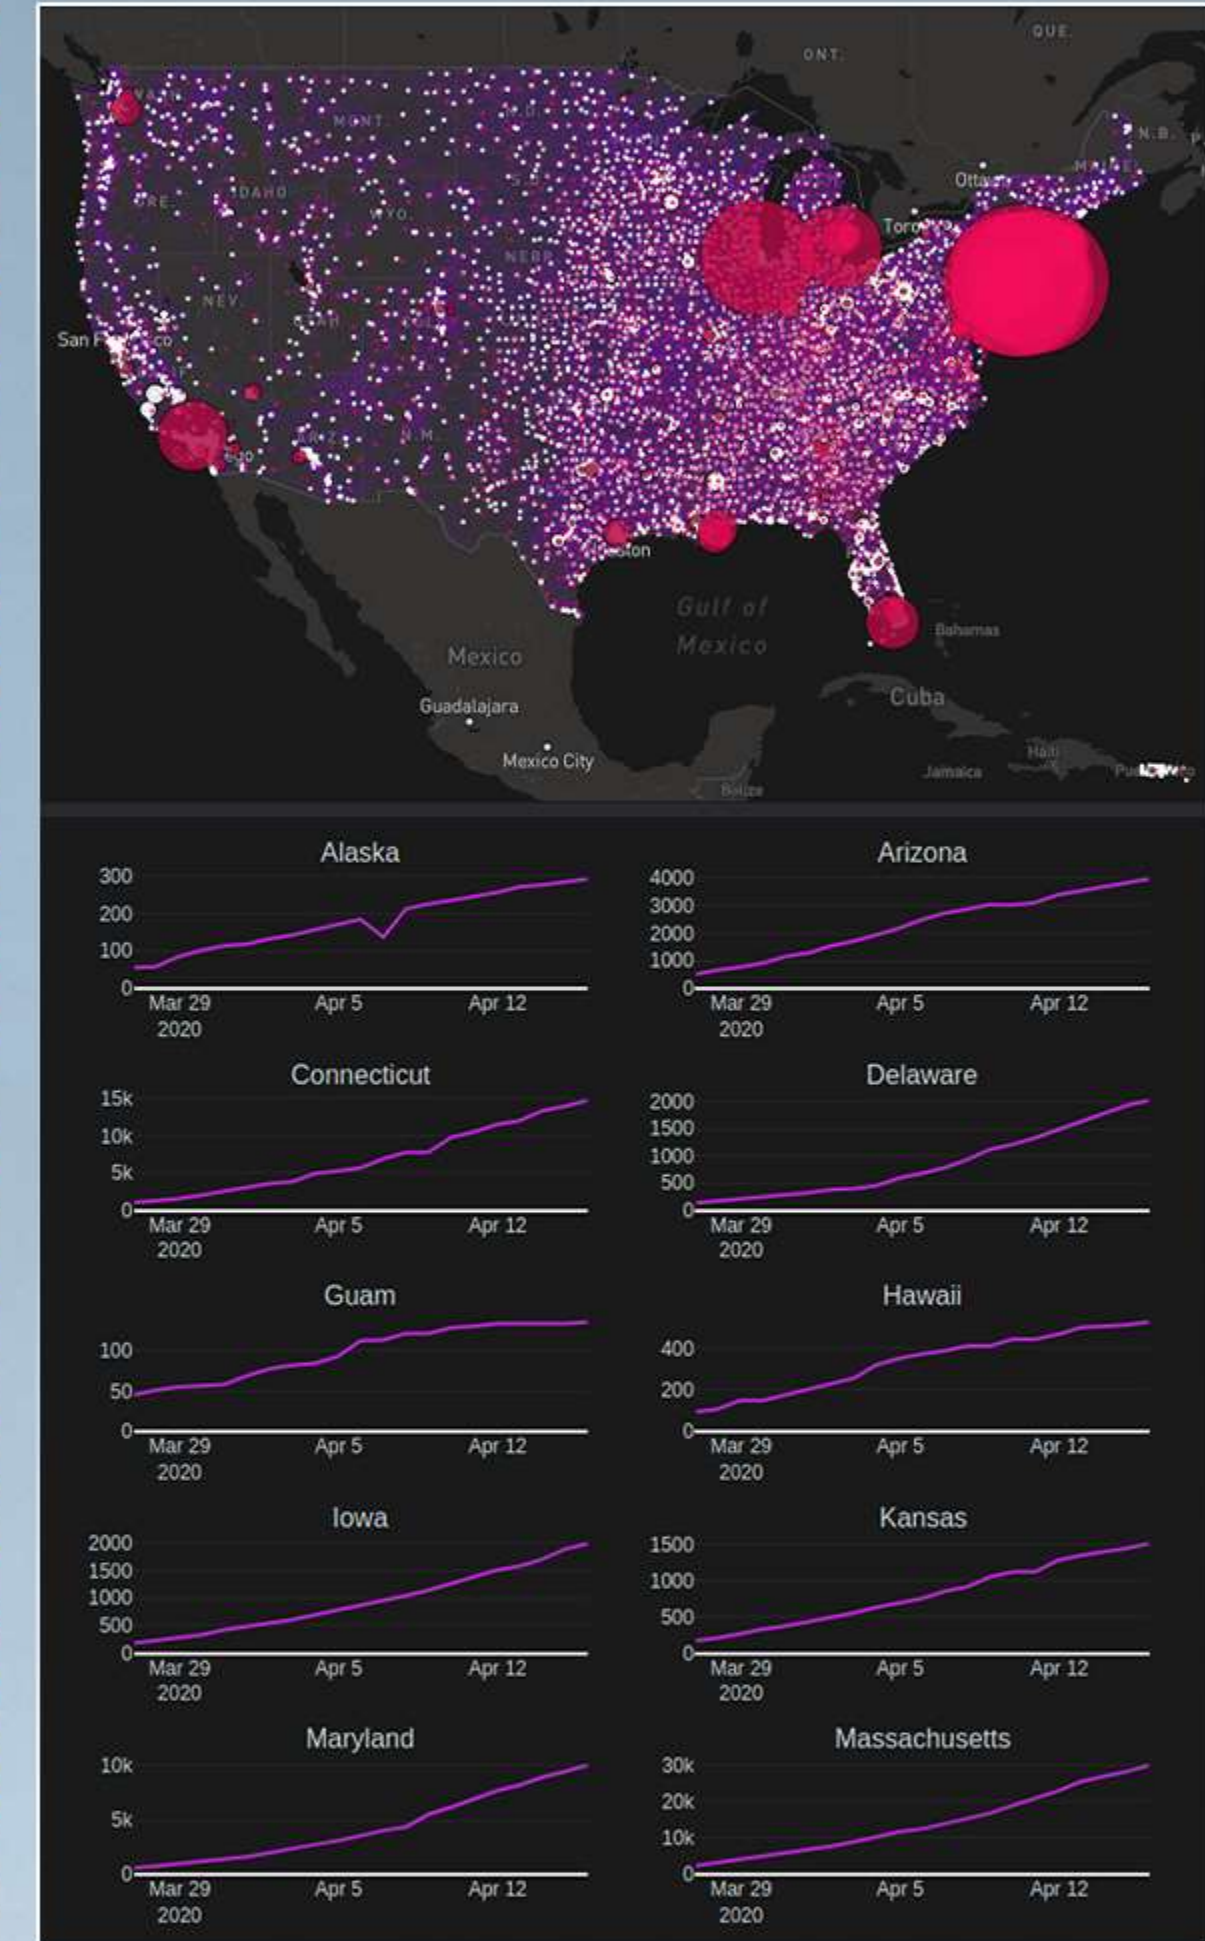 QUE.
ONT.
WASH
MONT.
N.D.
N.B.
MAINE
S.D.
Ottawa
ORE.
IDAHO
WYO.
NEBR
NEV.
UTAH
San F co
ARIZ.
N.M.
Gulf of
Mexico
Bahamas
Mexico
Cuba
Guadalajara
Mexico City
Haiti
Jamaica
Belize
Alaska
300
200
100
0
Mar 29
2020
Apr 5
Apr 12
Arizona
4000
3000
2000
1000
0
Mar 29
2020
Apr 5
Apr 12
Connecticut
15k
10k
5k
0
Mar 29
2020
Apr 5
Apr 12
Delaware
2000
1500
1000
500
0
Mar 29
2020
Apr 5
Apr 12
Guam
100
50
0
Mar 29
2020
Apr 5
Apr 12
Hawaii
400
200
0
Mar 29
2020
Apr 5
Apr 12
Iowa
2000
1500
1000
500
0
Mar 29
2020
Apr 5
Apr 12
Kansas
1500
1000
500
0
Mar 29
2020
Apr 5
Apr 12
Maryland
10k
5k
0
Mar 29
2020
Apr 5
Apr 12
Massachusetts
30k
20k
10k
0
Mar 29
2020
Apr 5
Apr 12